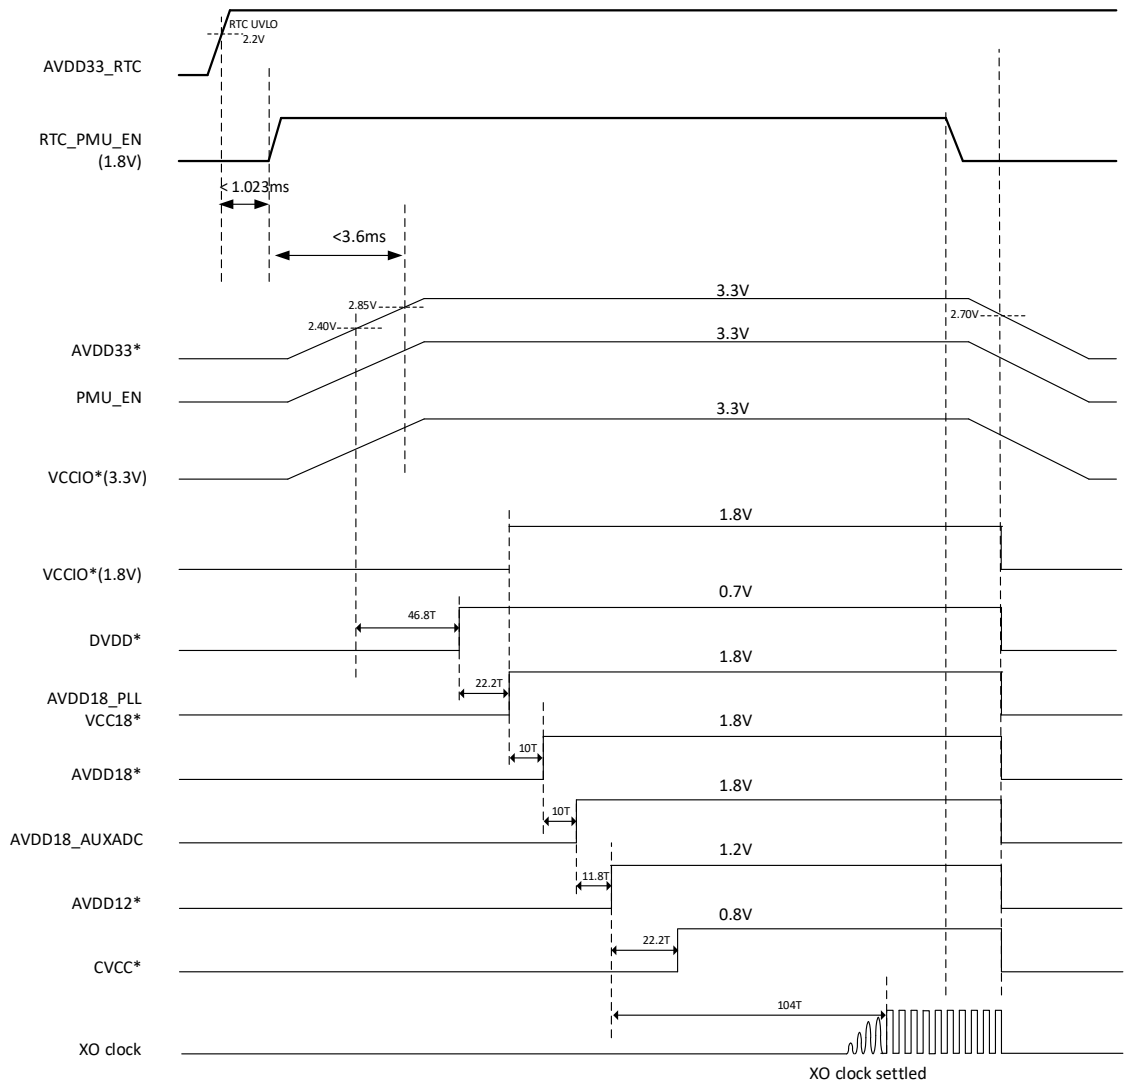 RTC UVLO
2.2V
AVDD33_RTC
RTC_PMU_EN
(1.8V)
< 1.023ms
<3.6ms
3.3V
2.85V
2.70V
2.40V
AVDD33*
3.3V
PMU_EN
3.3V
VCCIO*(3.3V)
1.8V
VCCIO*(1.8V)
0.7V
46.8T
DVDD*
1.8V
22.2T
AVDD18_PLL
VCC18*
1.8V
10T
AVDD18*
1.8V
10T
AVDD18_AUXADC
1.2V
11.8T
AVDD12*
0.8V
22.2T
CVCC*
104T
XO clock
XO clock settled